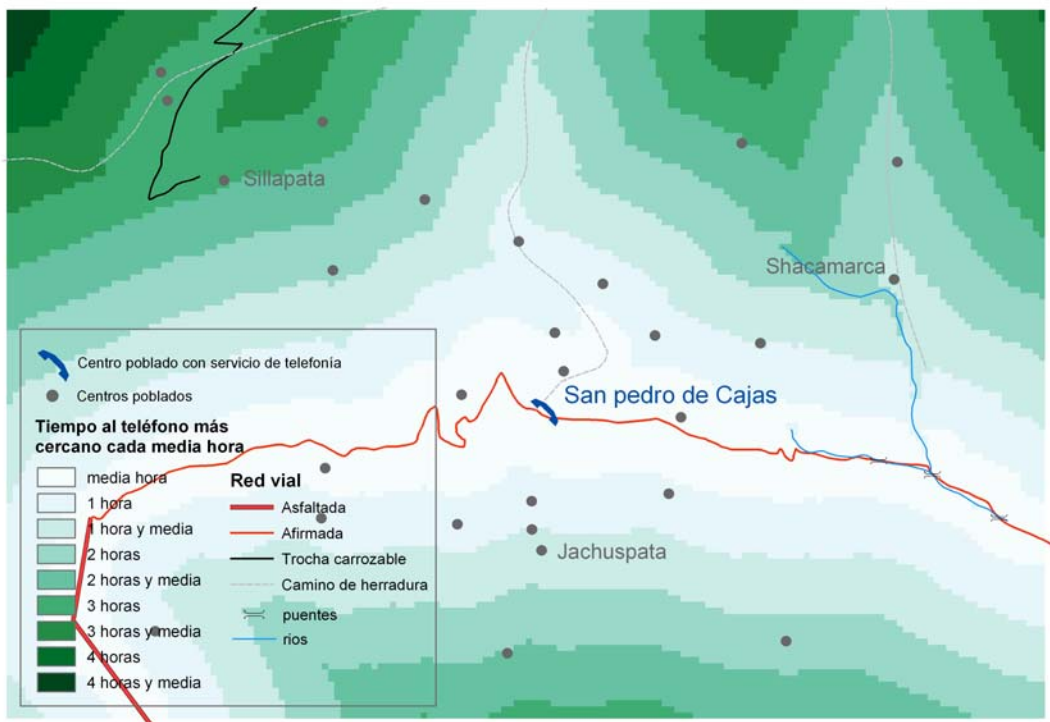 Sillapata
Shacamarca
San pedro de Cajas
Jachuspata
Centro poblado con servicio de telefonía
Centros poblados
Tiempo al teléfono más
cercano cada media hora
media hora
1 hora
1 hora y media
2 horas
2 horas y media
3 horas
3 horas y media
4 horas
4 horas y media
Red vial
Asfaltada
Afirmada
Trocha carrozable
Camino de herradura
puentes
rios